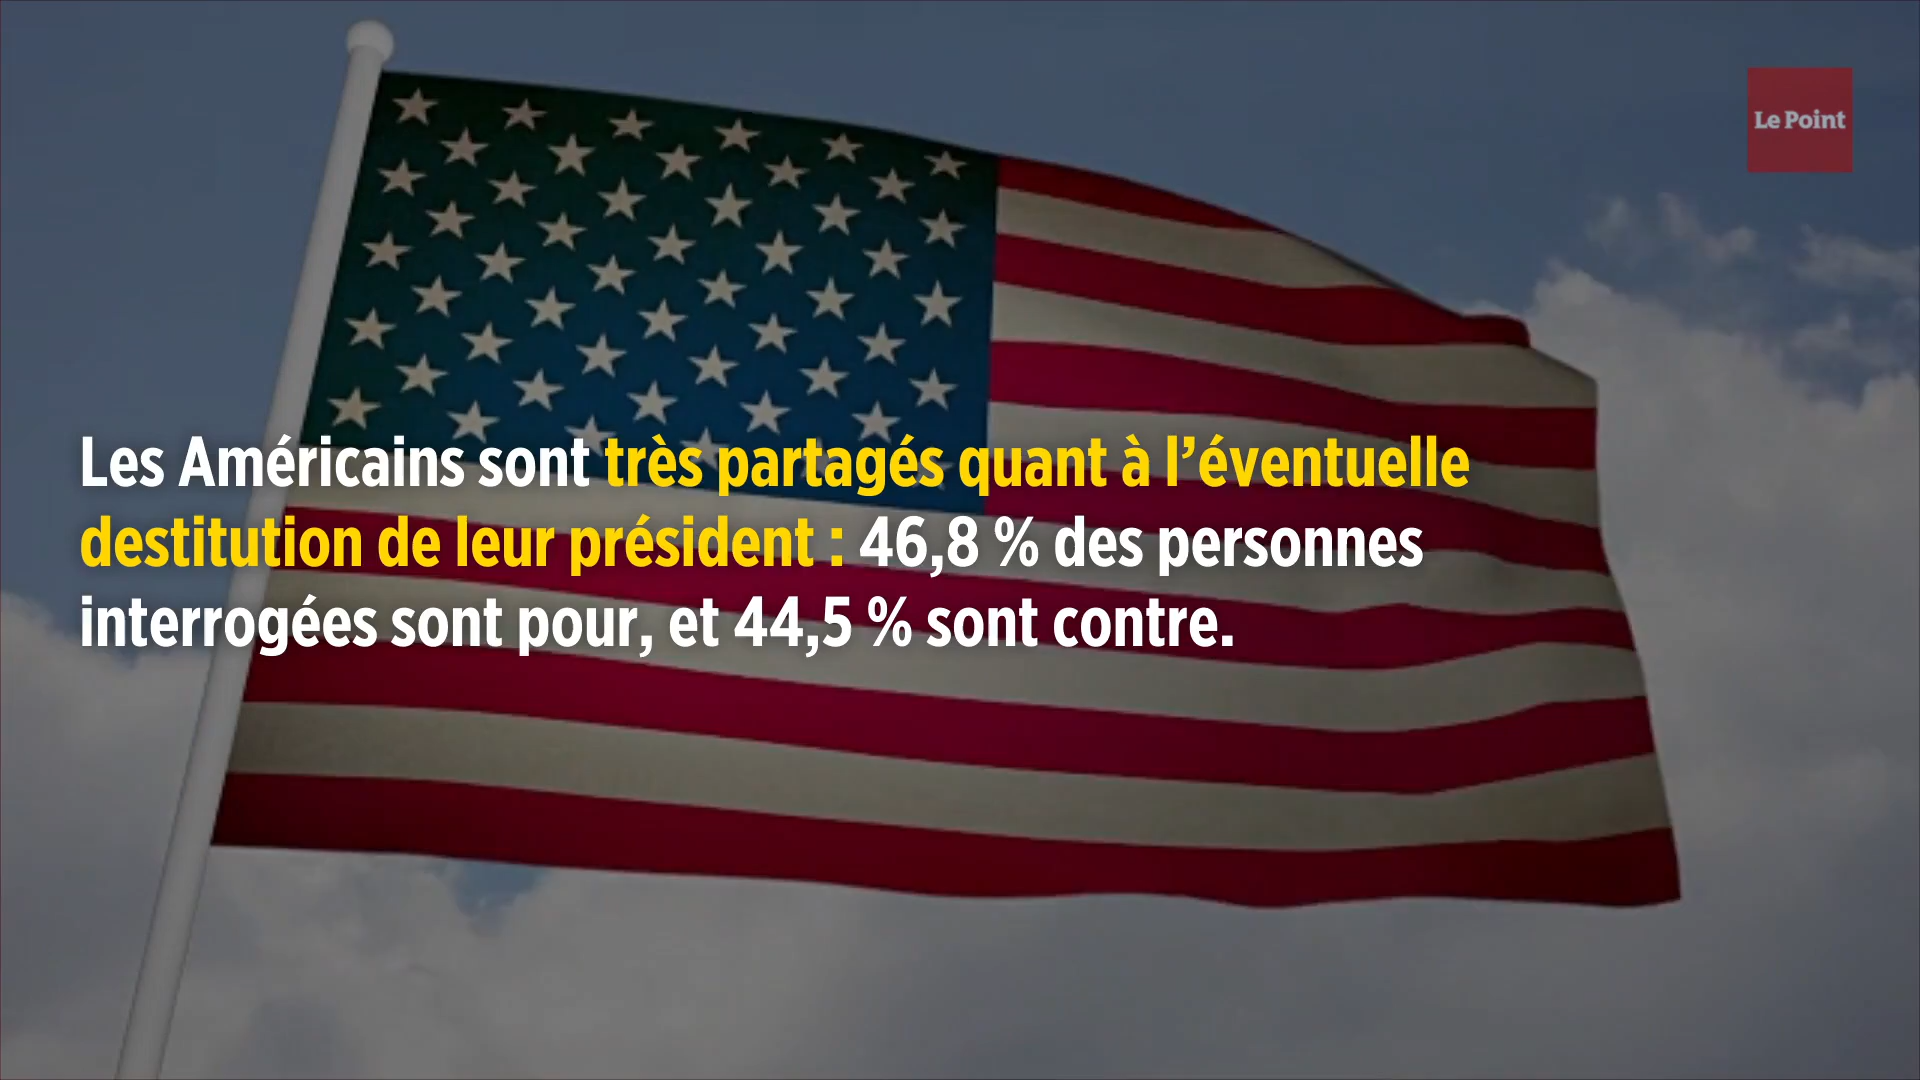 Le Point
Les Américains sont très partagés quant à l’éventuelle
destitution de leur président : 46,8 % des personnes
interrogées sont pour, et 44,5 % sont contre.